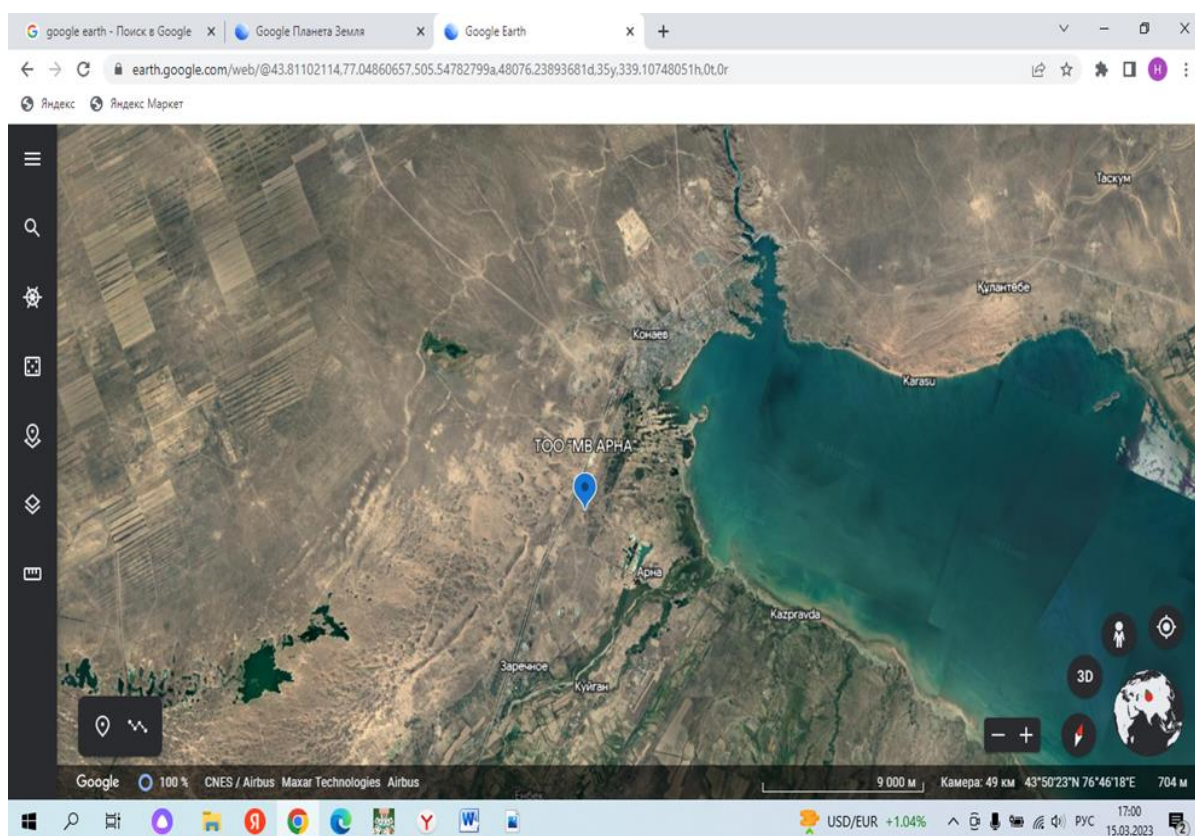 google earth - Поиск в Google
Google Планета Земля
Google Earth
earth.google.com/web/@43.81102114,77.04860657,505.54782799a,48076.23893681d,35y,339.10748051h,0t,0r
Н
Яндекс
Яндекс Маркет
Таскум
Құлантөбе
Конаев
Karasu
ТОО "МВ АРНА"
Арна
Kazpravda
Заречное
Куйган
3D
Еңбек
Google 100 % CNES / Airbus Maxar Technologies Airbus 9 000 м Камера: 49 км 43°50'23"N 76°46'18"E 704 м
USD/EUR +1.04% РУС 17:00
15.03.2023